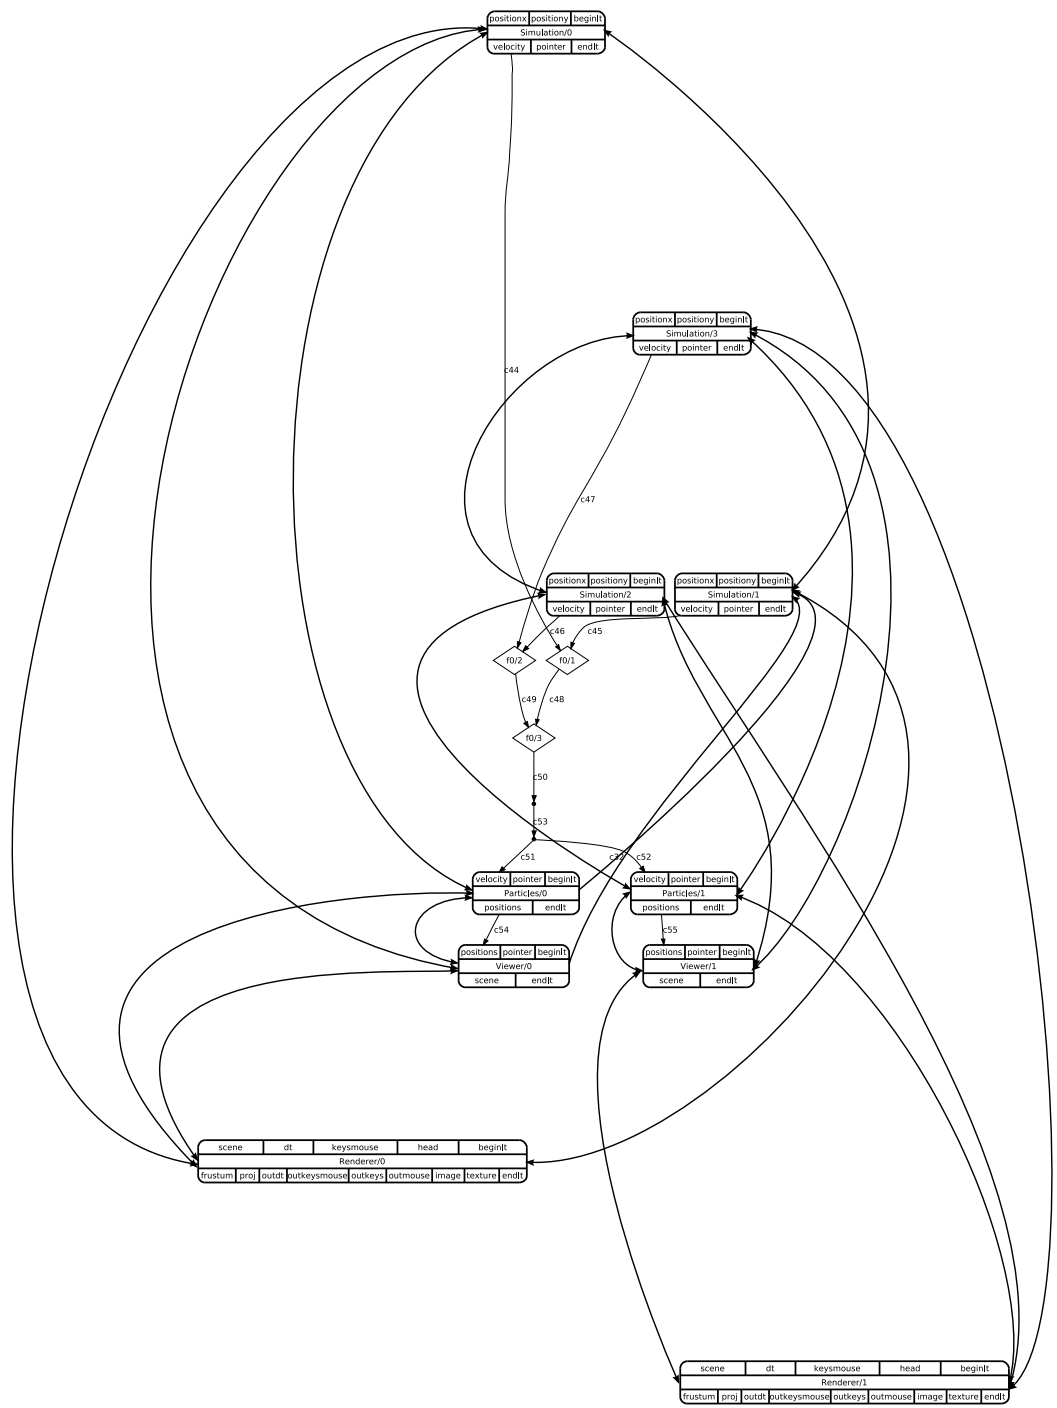 positionx positiony beginIt
Simulation/0
velocity pointer endIt
positionx positiony beginIt
Simulation/3
velocity pointer endIt
c44
c47
positionx positiony beginIt
Simulation/2
velocity pointer endIt
positionx positiony beginIt
Simulation/1
velocity pointer endIt
c46 c45
f0/2 f0/1
c49 c48
f0/3
c50
c53
c51 c52
velocity pointer beginIt
Particles/0
positions endIt
velocity pointer beginIt
Particles/1
positions endIt
c54 c55
positions pointer beginIt
Viewer/0
scene endIt
positions pointer beginIt
Viewer/1
scene endIt
scene dt keysmouse head beginIt
Renderer/0
frustum proj outdt outkeysmouse outkeys outmouse image texture endIt
scene dt keysmouse head beginIt
Renderer/1
frustum proj outdt outkeysmouse outkeys outmouse image texture endIt